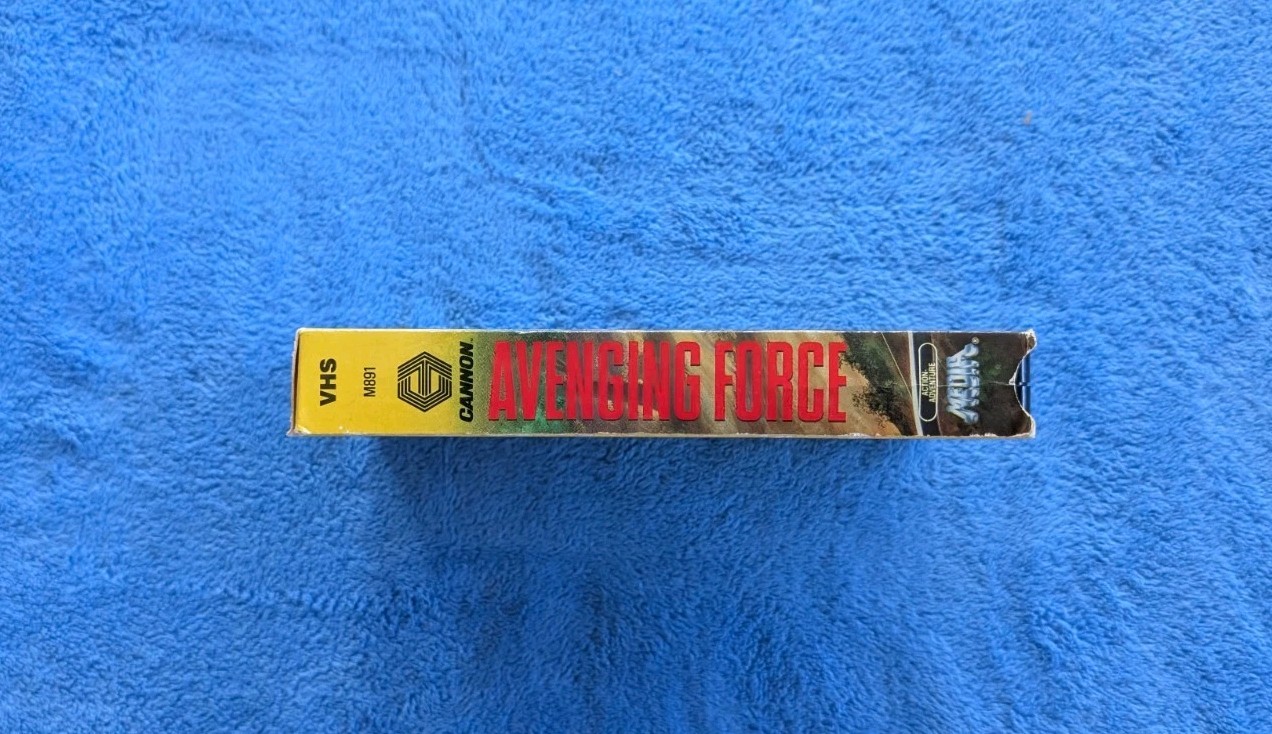 VHS
M891
CANNON
AVENGING FORCE
ACTION-
ADVENTURE
MEDIA®